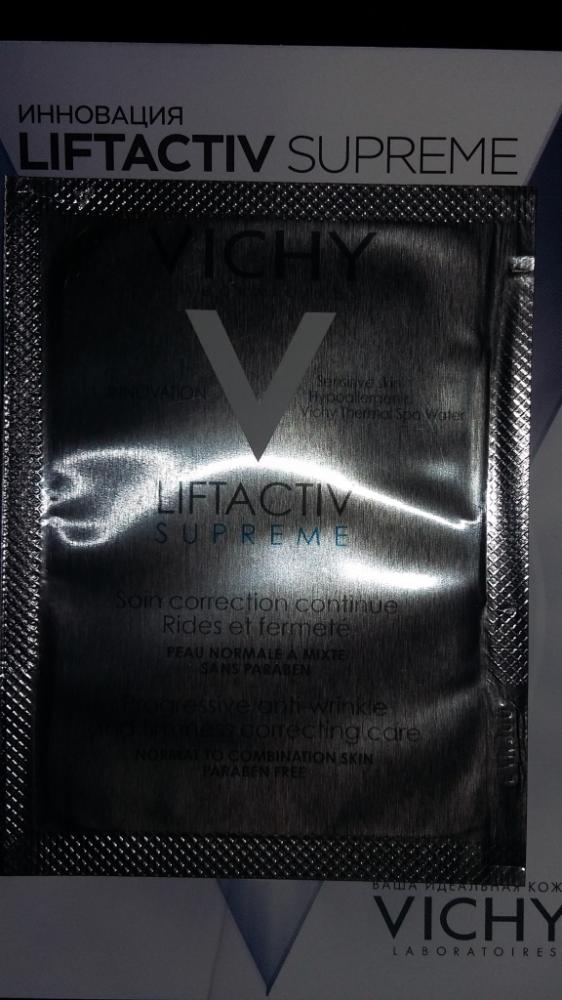 ИННОВАЦИЯ
LIFTACTIV SUPREME
VICHY
INNOVATION
Sensitive skin
Hypoallergenic
Vichy Thermal Spa Water
LIFTACTIV
SUPREME
Soin correction continue
Rides et fermeté
PEAU NORMALE À MIXTE
SANS PARABEN
Progressive anti-wrinkle
and firmness correcting care
NORMAL TO COMBINATION SKIN
PARABEN FREE
ВАША ИДЕАЛЬНАЯ КОЖ
VICHY
LABORATOIRES